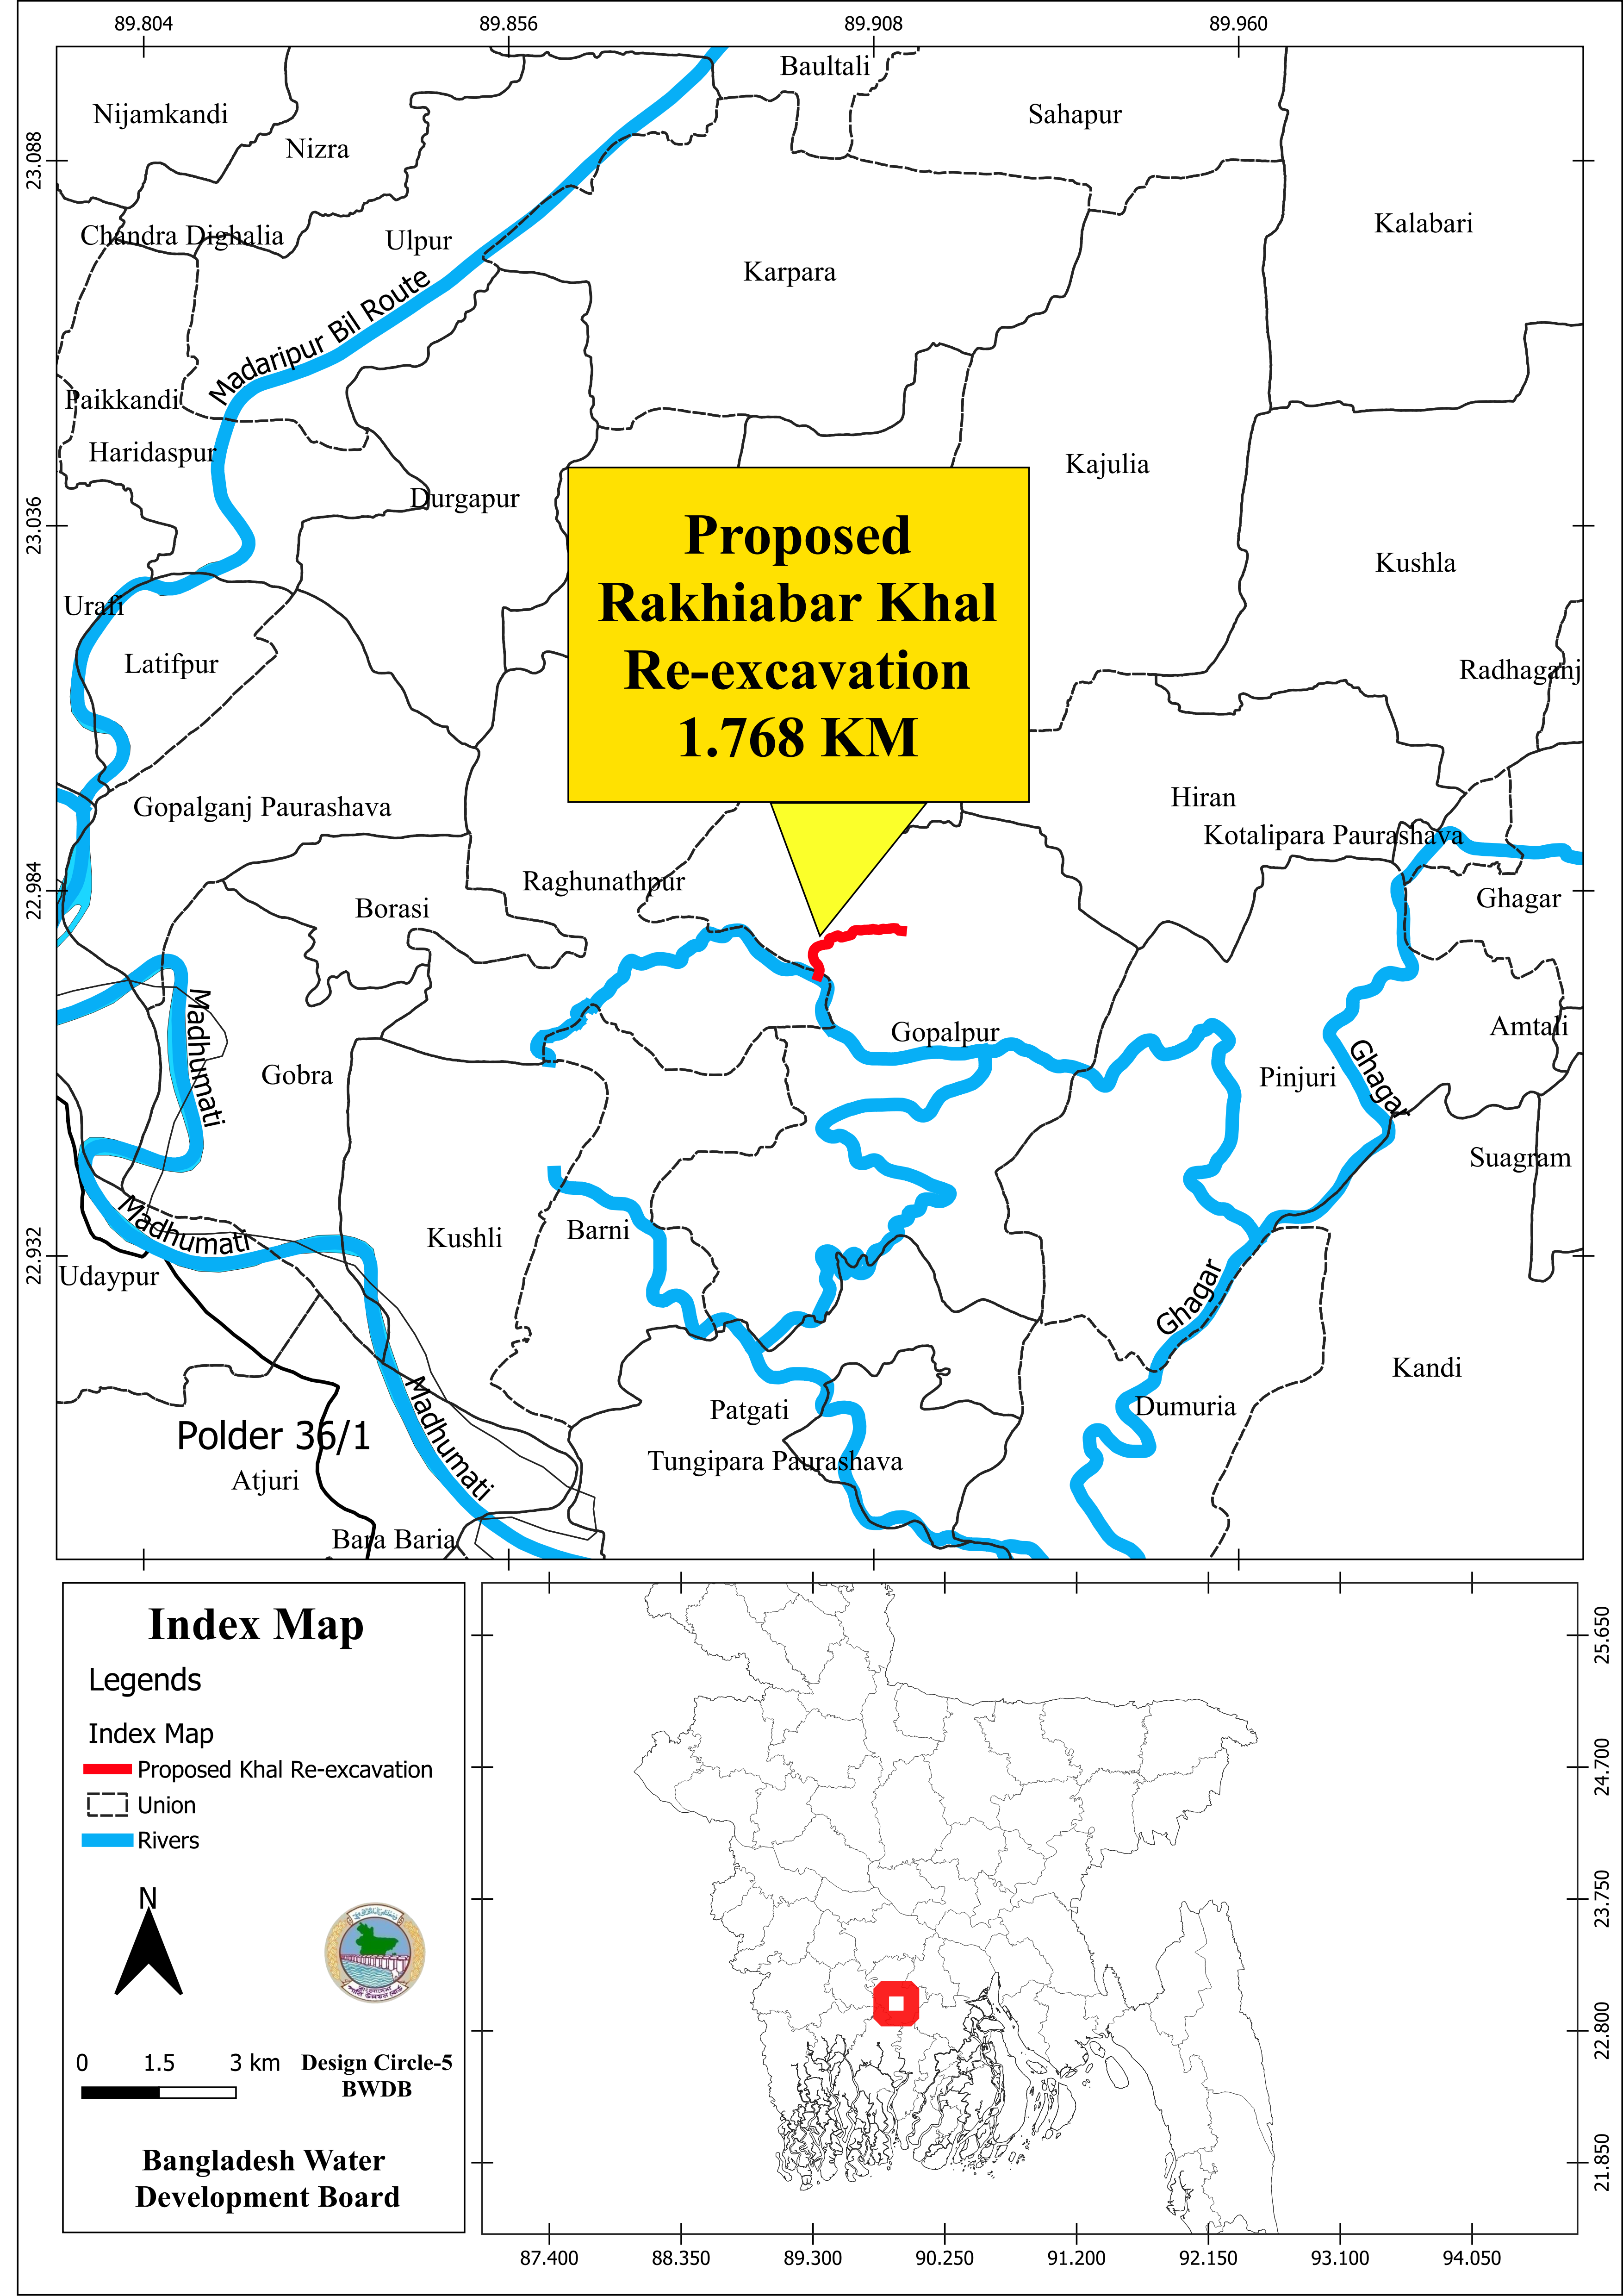 89.804
89.856
89.908
89.960
23.088
23.036
22.984
22.932
Baultali
Nijamkandi
Sahapur
Nizra
Kalabari
Chandra Dighalia
Ulpur
Karpara
Madaripur Bil Route
Paikkandi
Haridaspur
Kajulia
Durgapur
Proposed
Rakhiabar Khal
Re-excavation
1.768 KM
Kushla
Urafi
Latifpur
Radhaganj
Gopalganj Paurashava
Hiran
Kotalipara Paurashava
Raghunathpur
Borasi
Ghagar
Madhumati
Gopalpur
Amtali
Gobra
Pinjuri
Ghagar
Suagram
Madhumati
Kushli
Barni
Udaypur
Ghagar
Kandi
Madhumati
Patgati
Dumuria
Polder 36/1
Tungipara Paurashava
Atjuri
Bara Baria
Index Map
Legends
Index Map
Proposed Khal Re-excavation
Union
Rivers
N
0 1.5 3 km
Design Circle-5
BWDB
Bangladesh Water
Development Board
25.650
24.700
23.750
22.800
21.850
87.400
88.350
89.300
90.250
91.200
92.150
93.100
94.050